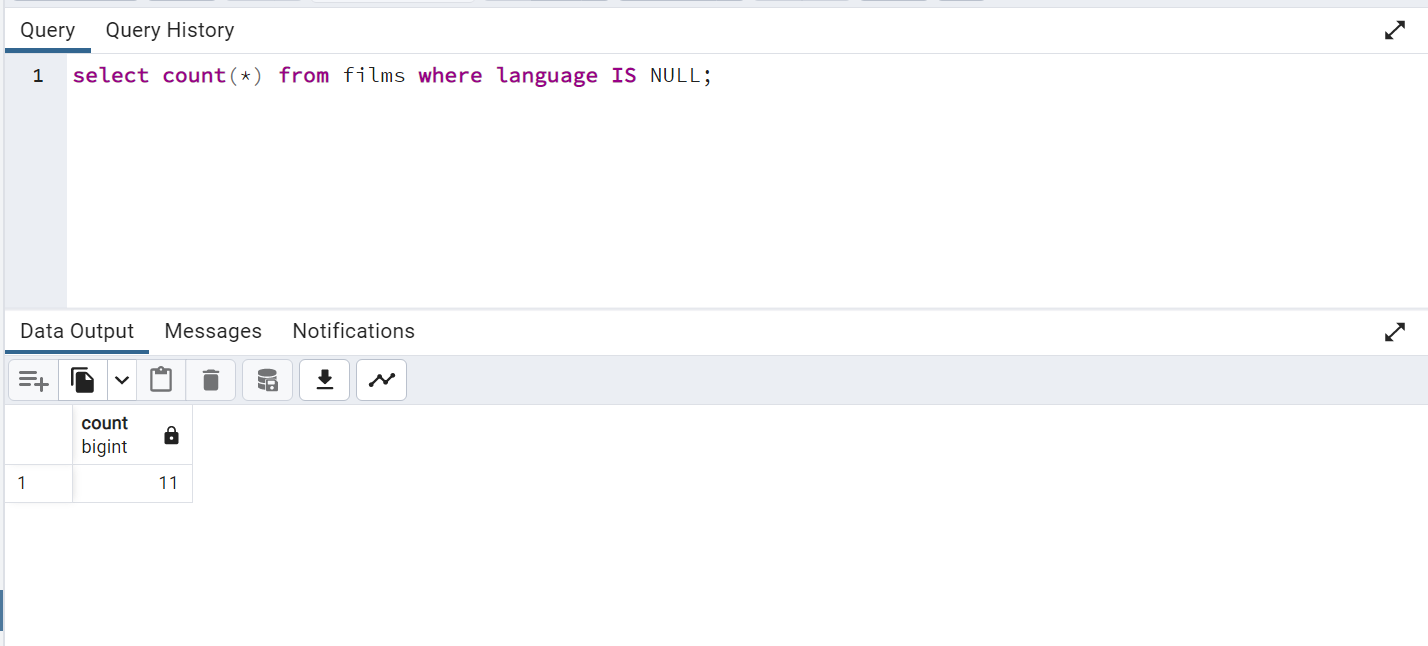 Query Query History
1 select count(*) from films where language IS NULL;
Data Output Messages Notifications
count
bigint
1 11